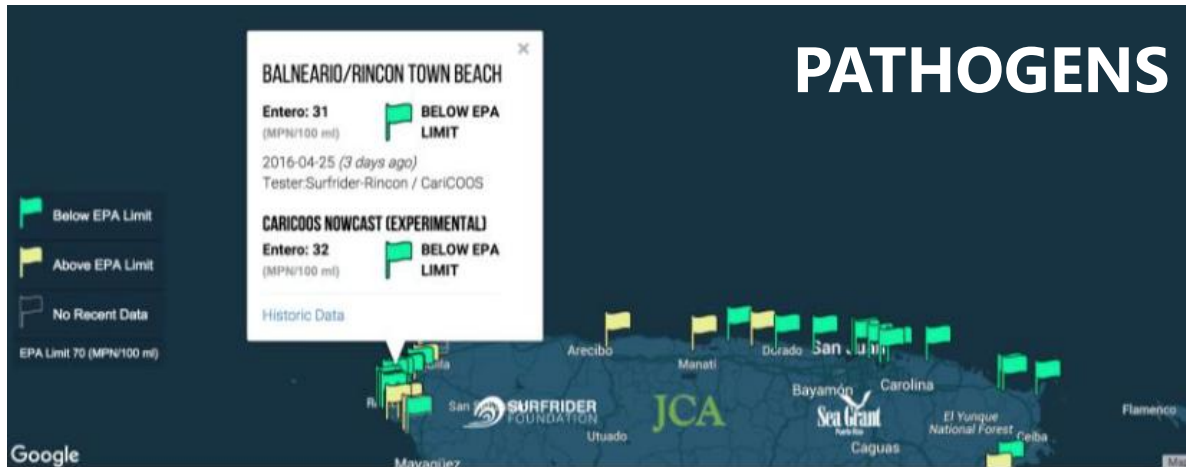 PATHOGENS
BALNEARIO/RINCON TOWN BEACH
Entero: 31
(MPN/100 ml)
BELOW EPA
LIMIT
2016-04-25 (3 days ago)
Tester:Surfrider-Rincon / CariCOOS
CARICOOS NOWCAST (EXPERIMENTAL)
Entero: 32
(MPN/100 ml)
BELOW EPA
LIMIT
Historic Data
Below EPA Limit
Above EPA Limit
No Recent Data
EPA Limit 70 (MPN/100 ml)
Arecibo
Manati
Dorado
San
Bayamón
Carolina
San
SURFRIDER
FOUNDATION
JCA
Sea Grant
Puerto Rico
El Yunque
National Forest
Ceiba
Flamenco
Utuado
Caguas
Mayagüez
Google